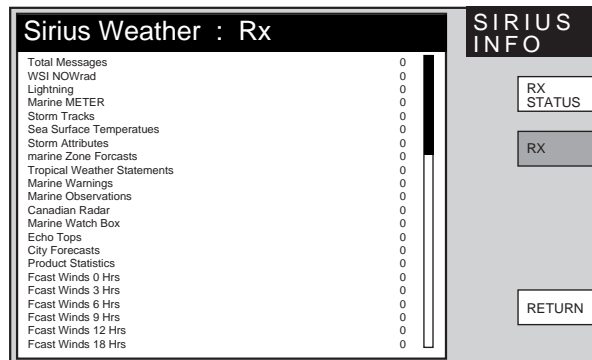 Sirius Weather : Rx
Total Messages 0
WSI NOWrad 0
Lightning 0
Marine METER 0
Storm Tracks 0
Sea Surface Temperatues 0
Storm Attributes 0
marine Zone Forcasts 0
Tropical Weather Statements 0
Marine Warnings 0
Marine Observations 0
Canadian Radar 0
Marine Watch Box 0
Echo Tops 0
City Forecasts 0
Product Statistics 0
Fcast Winds 0 Hrs 0
Fcast Winds 3 Hrs 0
Fcast Winds 6 Hrs 0
Fcast Winds 9 Hrs 0
Fcast Winds 12 Hrs 0
Fcast Winds 18 Hrs 0
SIRIUS
INFO
RX
STATUS
RX
RETURN